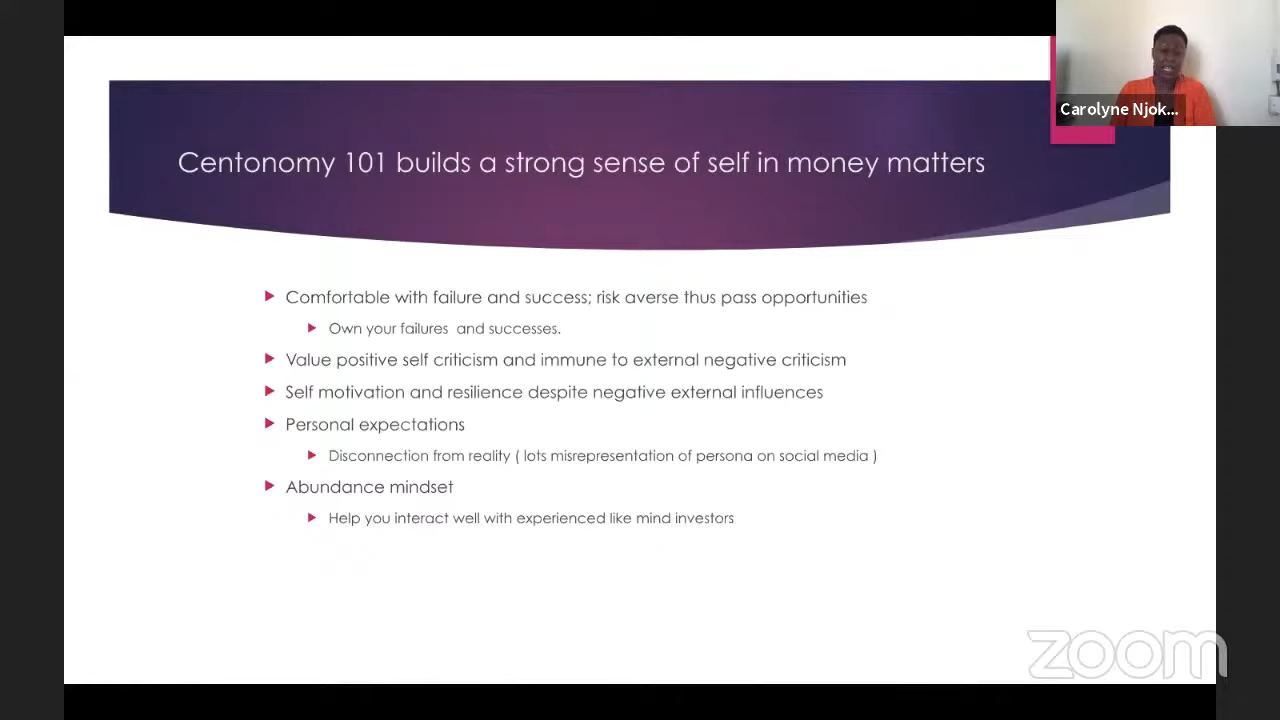 Carolyne Njok...
Centonomy 101 builds a strong sense of self in money matters
Comfortable with failure and success; risk averse thus pass opportunities
Own your failures and successes.
Value positive self criticism and immune to external negative criticism
Self motivation and resilience despite negative external influences
Personal expectations
Disconnection from reality ( lots misrepresentation of persona on social media )
Abundance mindset
Help you interact well with experienced like mind investors
zoom